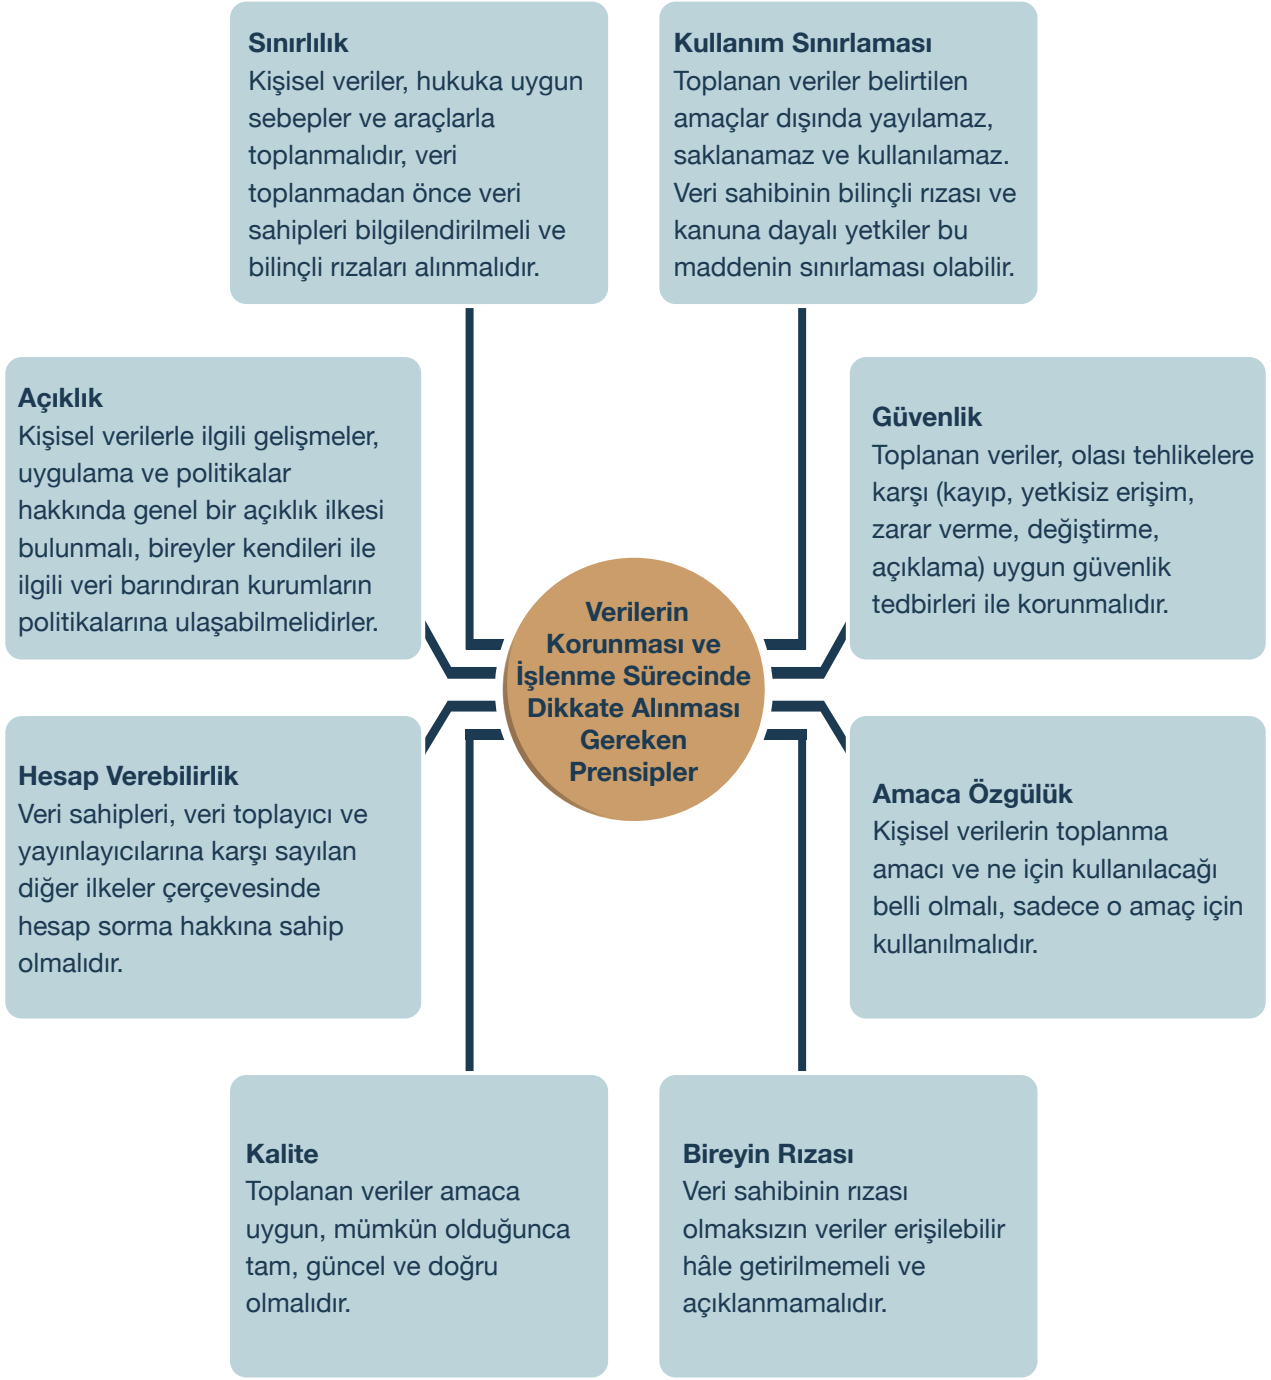 Sınırlılık
Kişisel veriler, hukuka uygun
sebepler ve araçlarla
toplanmalıdır, veri
toplanmadan önce veri
sahipleri bilgilendirilmeli ve
bilinçli rızaları alınmalıdır.
Kullanım Sınırlaması
Toplanan veriler belirtilen
amaçlar dışında yayılamaz,
saklanamaz ve kullanılamaz.
Veri sahibinin bilinçli rızası ve
kanuna dayalı yetkiler bu
maddenin sınırlaması olabilir.
Açıklık
Kişisel verilerle ilgili gelişmeler,
uygulama ve politikalar
hakkında genel bir açıklık ilkesi
bulunmalı, bireyler kendileri ile
ilgili veri barındıran kurumların
politikalarına ulaşabilmelidirler.
Güvenlik
Toplanan veriler, olası tehlikelere
karşı (kayıp, yetkisiz erişim,
zarar verme, değiştirme,
açıklama) uygun güvenlik
tedbirleri ile korunmalıdır.
Verilerin
Korunması ve
İşlenme Sürecinde
Dikkate Alınması
Gereken
Prensipler
Hesap Verebilirlik
Veri sahipleri, veri toplayıcı ve
yayınlayıcılarına karşı sayılan
diğer ilkeler çerçevesinde
hesap sorma hakkına sahip
olmalıdır.
Amaca Özgülük
Kişisel verilerin toplanma
amacı ve ne için kullanılacağı
belli olmalı, sadece o amaç için
kullanılmalıdır.
Kalite
Toplanan veriler amaca
uygun, mümkün olduğunca
tam, güncel ve doğru
olmalıdır.
Bireyin Rızası
Veri sahibinin rızası
olmaksızın veriler erişilebilir
hâle getirilmemeli ve
açıklanmamalıdır.